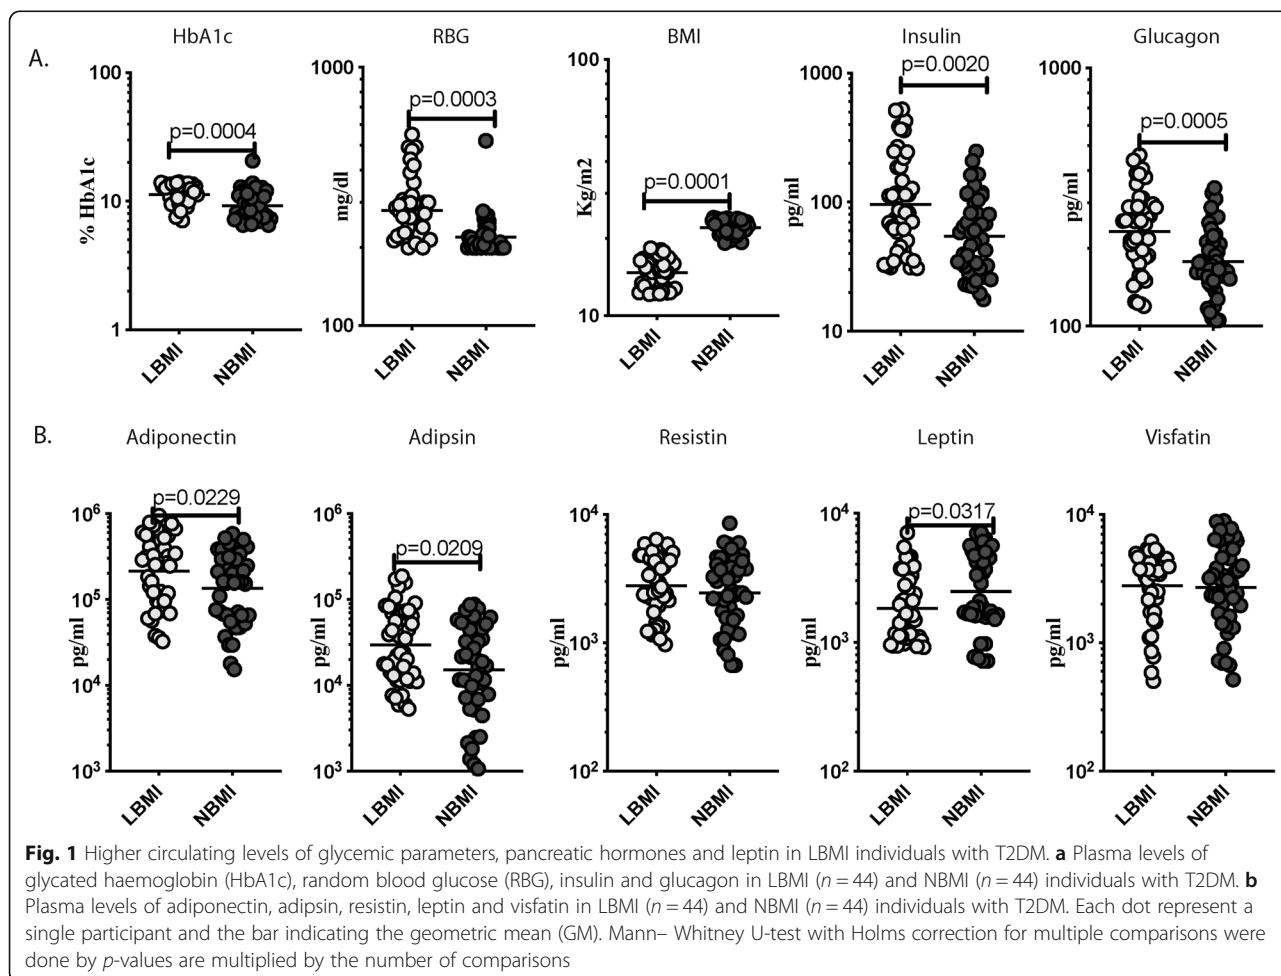 A.
HbA1c
RBG
BMI
Insulin
Glucagon
% HbA1c
100
10
1
p=0.0004
LBMI
NBMI
mg/dl
1000
100
p=0.0003
LBMI
NBMI
Kg/m2
100
10
p=0.0001
LBMI
NBMI
pg/ml
1000
100
10
p=0.0020
LBMI
NBMI
pg/ml
1000
100
p=0.0005
LBMI
NBMI
B.
Adiponectin
Adipsin
Resistin
Leptin
Visfatin
pg/ml
10⁶
10⁵
10⁴
10³
p=0.0229
LBMI
NBMI
pg/ml
10⁶
10⁵
10⁴
10³
p=0.0209
LBMI
NBMI
pg/ml
10⁴
10³
10²
LBMI
NBMI
pg/ml
10⁴
10³
10²
p=0.0317
LBMI
NBMI
pg/ml
10⁴
10³
10²
LBMI
NBMI
Fig. 1 Higher circulating levels of glycemic parameters, pancreatic hormones and leptin in LBMI individuals with T2DM. a Plasma levels of
glycated haemoglobin (HbA1c), random blood glucose (RBG), insulin and glucagon in LBMI (n = 44) and NBMI (n = 44) individuals with T2DM. b
Plasma levels of adiponectin, adipsin, resistin, leptin and visfatin in LBMI (n = 44) and NBMI (n = 44) individuals with T2DM. Each dot represent a
single participant and the bar indicating the geometric mean (GM). Mann– Whitney U-test with Holms correction for multiple comparisons were
done by p-values are multiplied by the number of comparisons